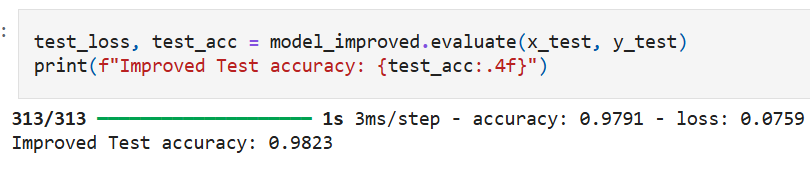 :
test_loss, test_acc = model_improved.evaluate(x_test, y_test)
print(f"Improved Test accuracy: {test_acc:.4f}")
313/313 ━━━━━━━━━━━━━━━━━━━━ 1s 3ms/step - accuracy: 0.9791 - loss: 0.0759
Improved Test accuracy: 0.9823